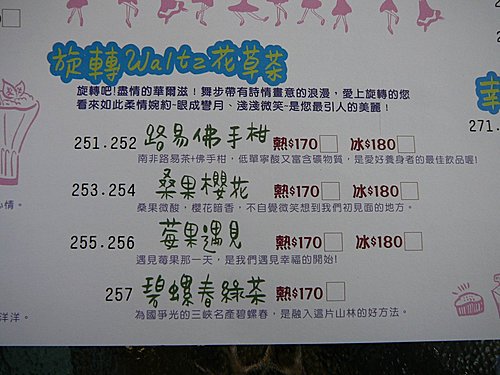 旋轉Waltz花草茶
旋轉吧!盡情的華爾滋!舞步帶有詩情畫意的浪漫,愛上旋轉的您
看來如此柔情婉約-眼成彎月、淺淺微笑-是您最引人的美麗!
251.252 路易佛手柑 熱$170 冰$180
南非路易茶+佛手柑,低單寧酸又富含礦物質,是愛好養身者的最佳飲品喔!
253.254 桑果櫻花 熱$170 冰$180
桑果微酸,櫻花暗香,不自覺微笑想到我們初見面的地方。
255.256 莓果遇見 熱$170 冰$180
遇見莓果那一天,是我們遇見幸福的開始!
257 碧螺春綠茶 熱$170
為國爭光的三峽名產碧螺春,是融入這片山林的好方法。
心情。
洋洋。
幸
271.